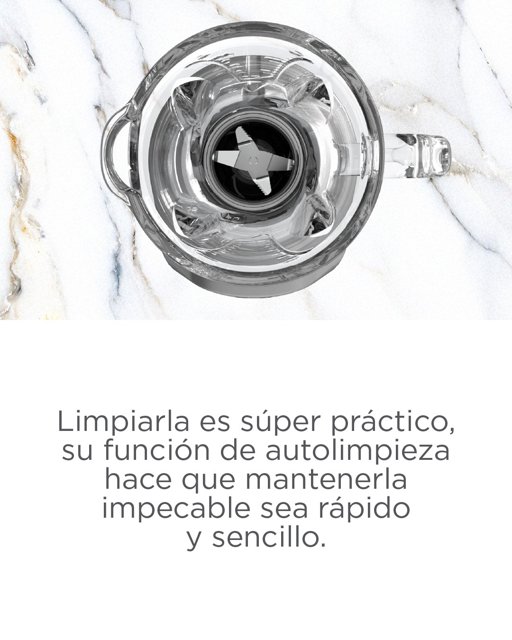 Limpiarla es súper práctico,
su función de autolimpieza
hace que mantenerla
impecable sea rápido
y sencillo.